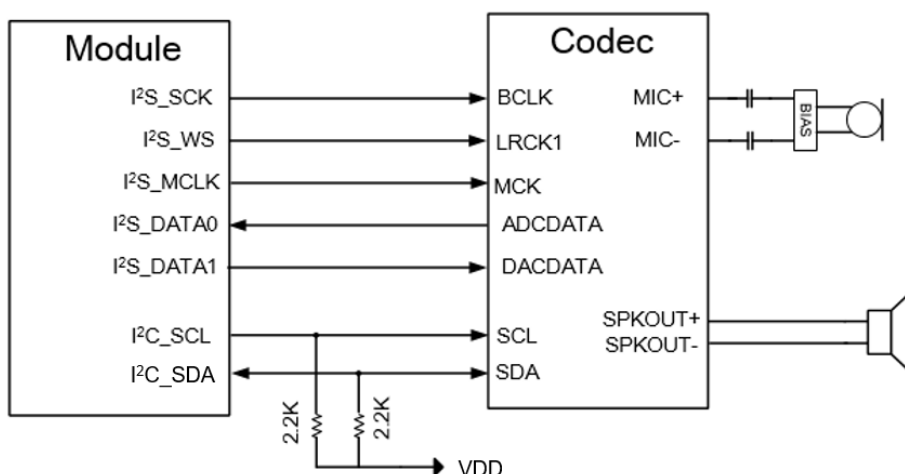 Module
I²S_SCK
I²S_WS
I²S_MCLK
I²S_DATA0
I²S_DATA1
I²C_SCL
I²C_SDA
Codec
BCLK
LRCK1
MCK
ADCDATA
DACDATA
SCL
SDA
MIC+
MIC-
BIAS
SPKOUT+
SPKOUT-
2.2K
2.2K
VDD